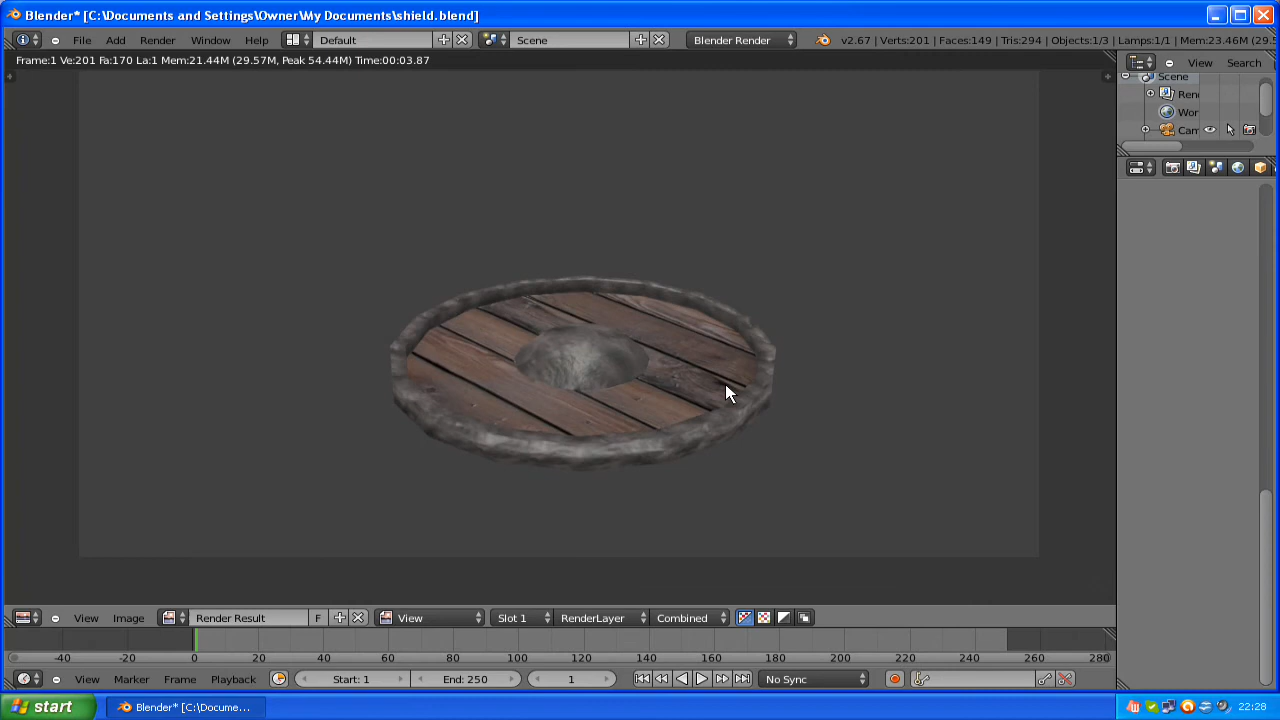 Blender* [C:\Documents and Settings\Owner\My Documents\shield.blend]
File Add Render Window Help Default Scene Blender Render v2.67 | Verts:201 | Faces:149 | Tris:294 | Objects:1/3 | Lamps:1/1 | Mem:23.46M (29.5
Frame:1 Ve:201 Fa:170 La:1 Mem:21.44M (29.57M, Peak 54.44M) Time:00:03.87
View Search
Scene
Ren
Wor
Cam
View Image Render Result F View Slot 1 RenderLayer Combined
-40 -20 0 20 40 60 80 100 120 140 160 180 200 220 240 260 280
View Marker Frame Playback Start: 1 End: 250 1 No Sync
start Blender* [C:\Docume... 22:28